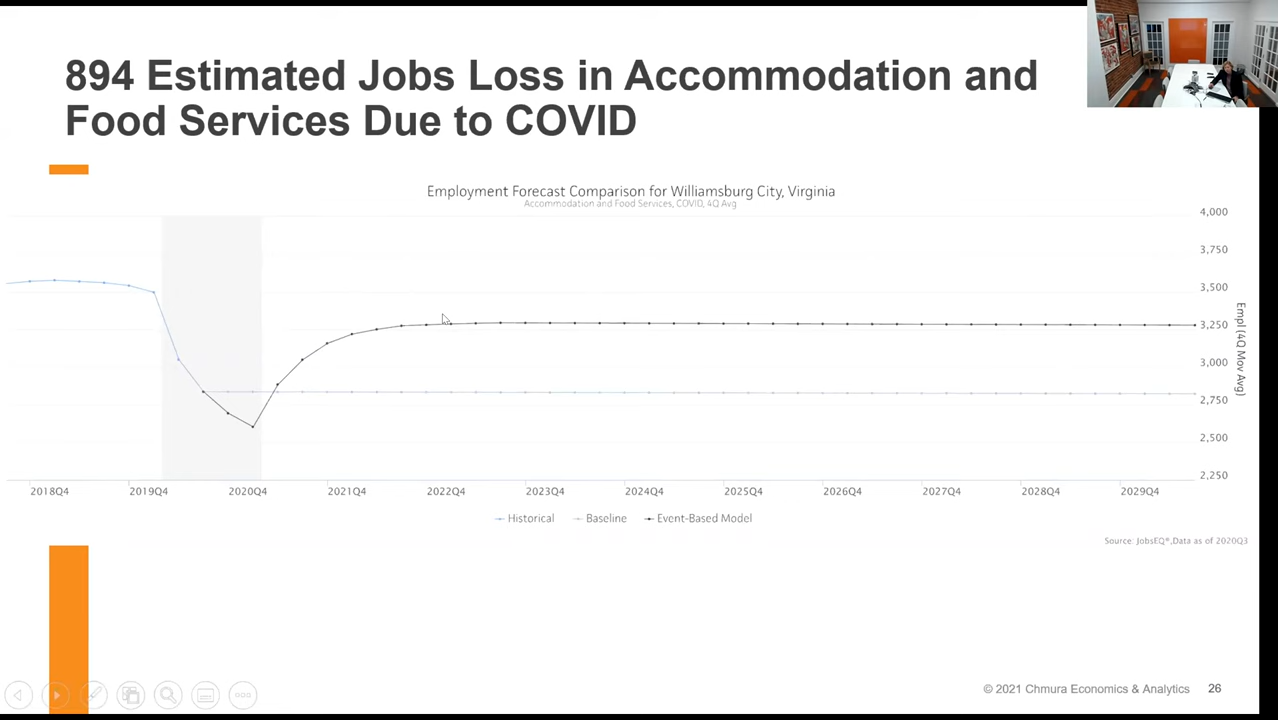 894 Estimated Jobs Loss in Accommodation and
Food Services Due to COVID
Employment Forecast Comparison for Williamsburg City, Virginia
Accommodation and Food Services, COVID, 4Q Avg
4,000
3,750
3,500
3,250
3,000
2,750
2,500
2,250
Empl (4Q Mov Avg)
2018Q4 2019Q4 2020Q4 2021Q4 2022Q4 2023Q4 2024Q4 2025Q4 2026Q4 2027Q4 2028Q4 2029Q4
Historical Baseline Event-Based Model
Source: JobsEQ®,Data as of 2020Q3
© 2021 Chmura Economics & Analytics 26